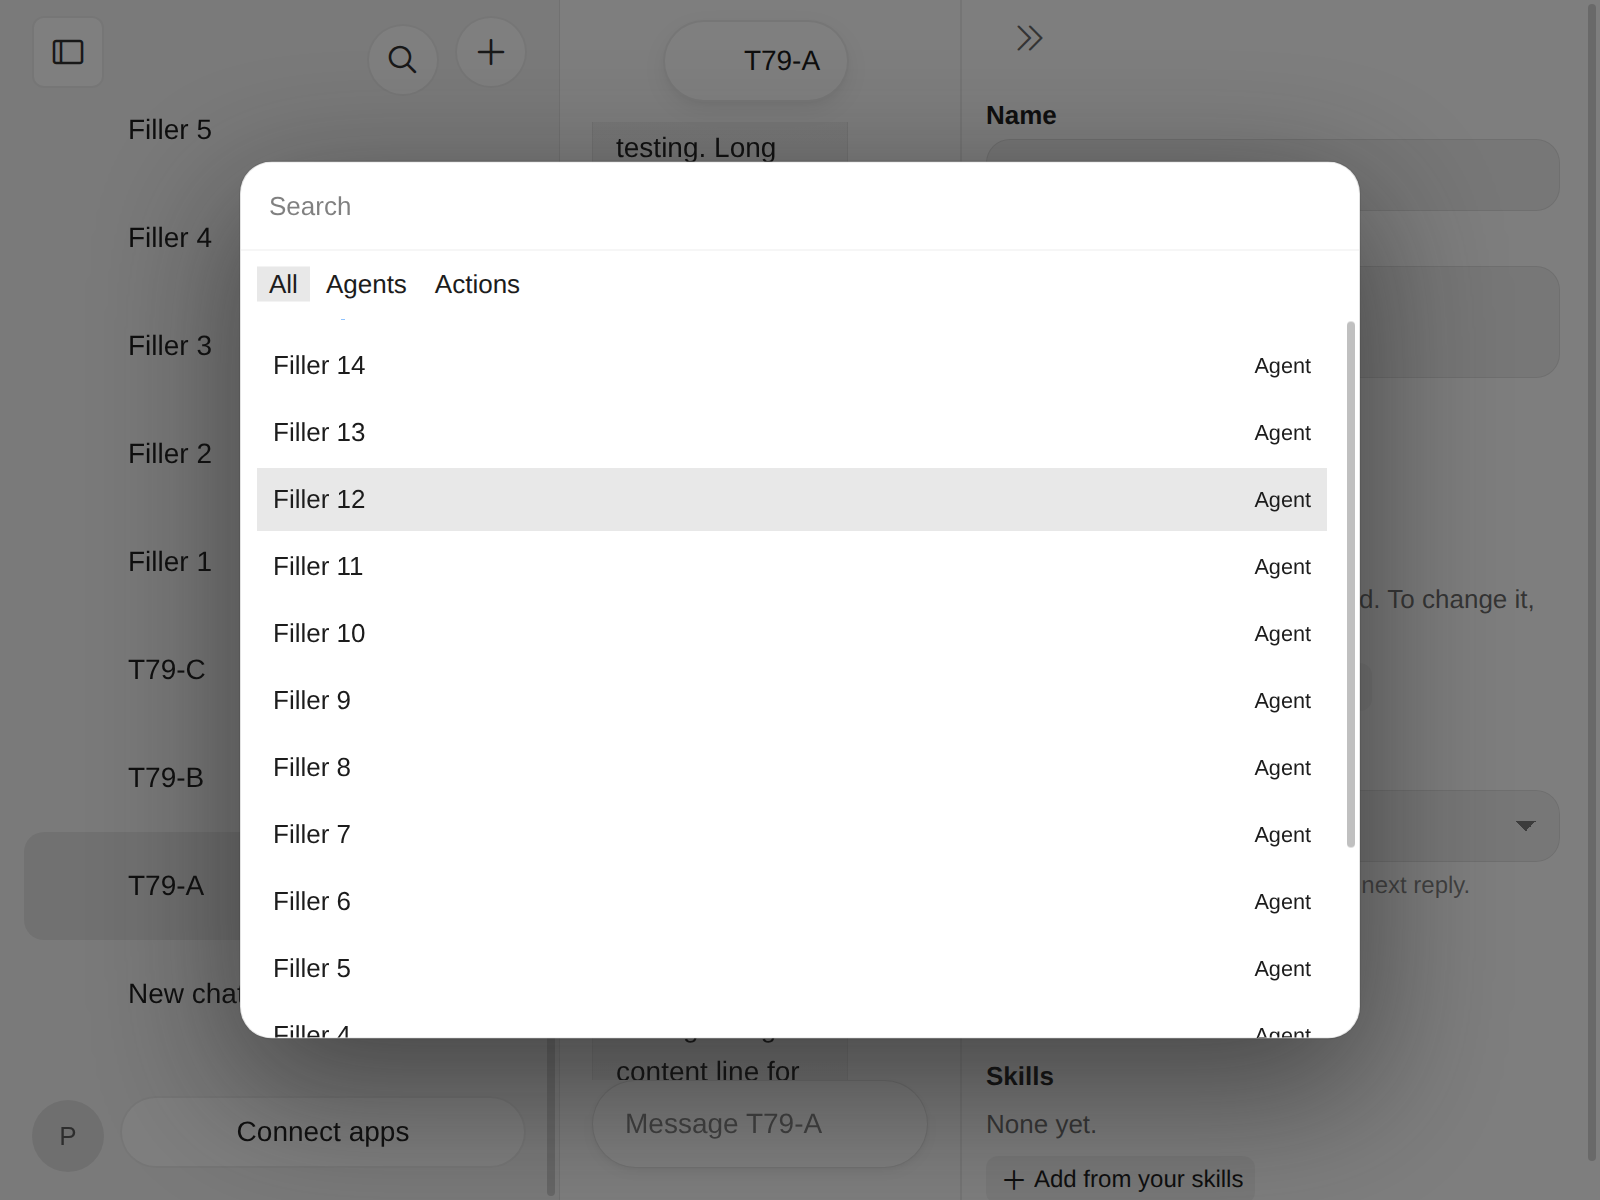 T79-A
Filler 5
Filler 4
Filler 3
Filler 2
Filler 1
T79-C
T79-B
T79-A
New chat
P
Connect apps
testing. Long
content line for
Message T79-A
Search
All Agents Actions
Filler 14 Agent
Filler 13 Agent
Filler 12 Agent
Filler 11 Agent
Filler 10 Agent
Filler 9 Agent
Filler 8 Agent
Filler 7 Agent
Filler 6 Agent
Filler 5 Agent
Filler 4 Agent
Name
d. To change it,
next reply.
Skills
None yet.
Add from your skills